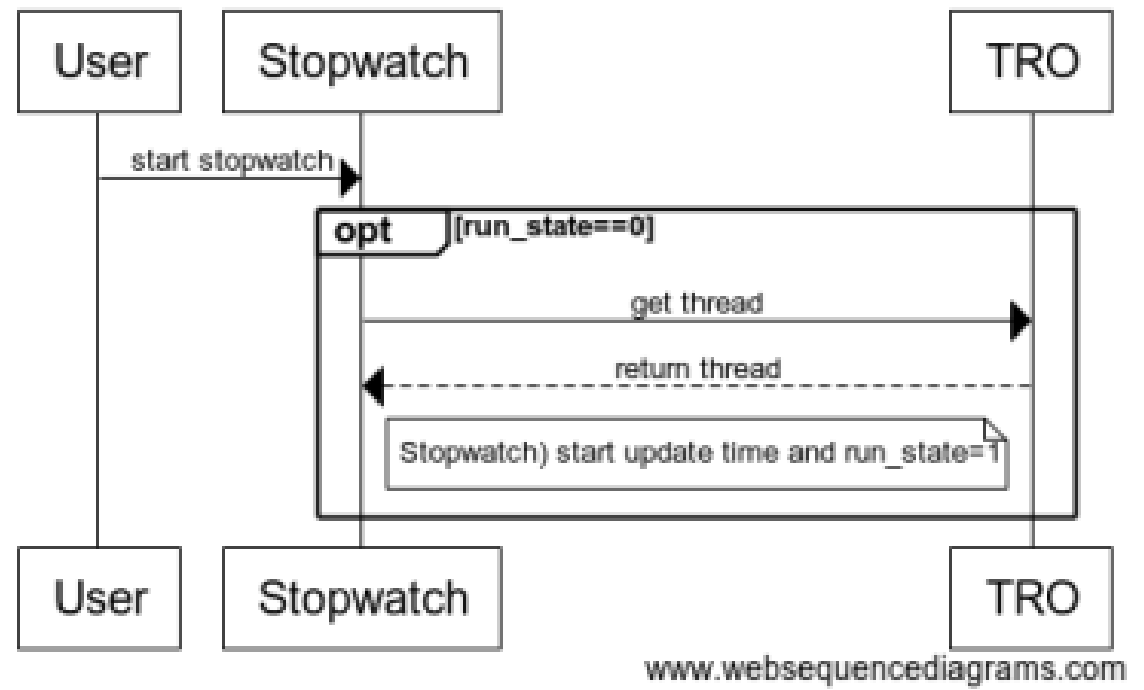 User
Stopwatch
TRO
start stopwatch
opt
[run_state==0]
get thread
return thread
Stopwatch) start update time and run_state=1
User
Stopwatch
TRO
www.websequencediagrams.com